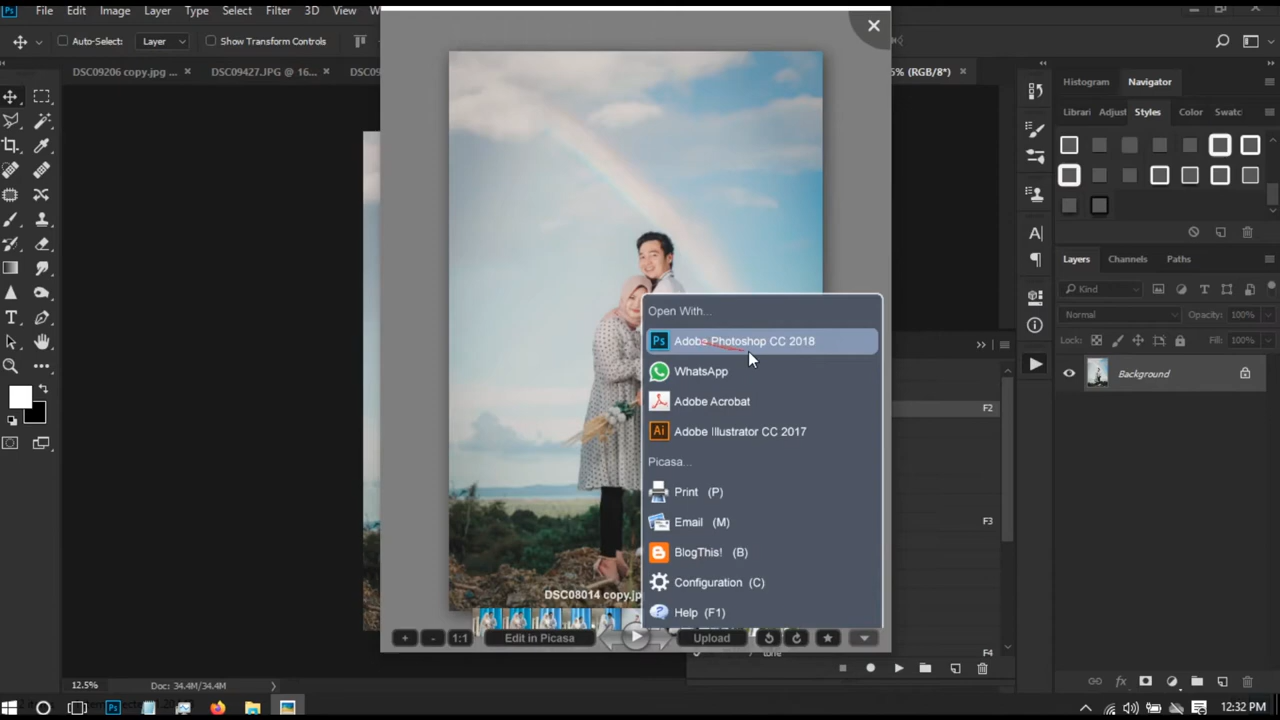 Ps File Edit Image Layer Type Select Filter 3D View
Auto-Select: Layer Show Transform Controls
DSC09206 copy.jpg ... × DSC09427.JPG @ 16... × % (RGB/8*) ×
Histogram Navigator
Librari Adjust Styles Color Swatc
Open With...
Ps Adobe Photoshop CC 2018
WhatsApp
Adobe Acrobat
Ai Adobe Illustrator CC 2017
Picasa...
Print (P)
Email (M)
BlogThis! (B)
Configuration (C)
Help (F1)
F2
F3
F4
Layers Channels Paths
Kind
Normal Opacity: 100%
Lock: Fill: 100%
Background
+ - 1:1 Edit in Picasa Upload
12.5% Doc: 34.4M/34.4M
12:32 PM